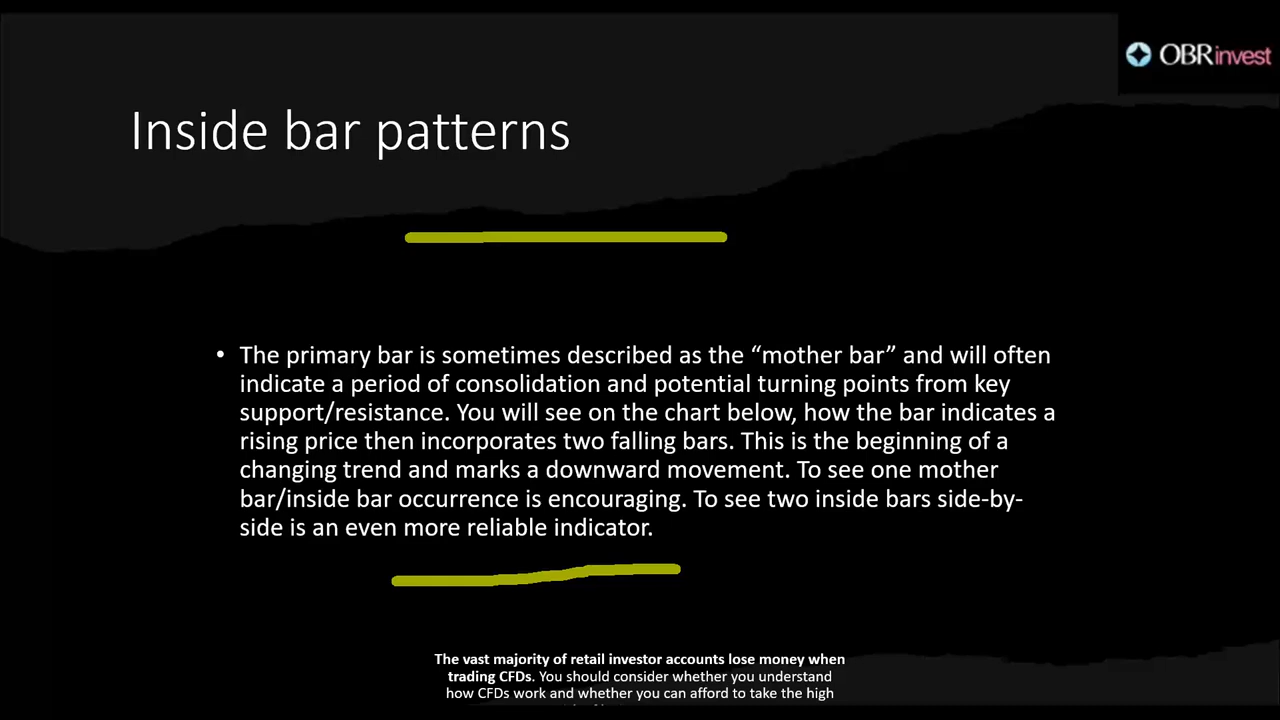 OBRinvest
Inside bar patterns
• The primary bar is sometimes described as the “mother bar” and will often
indicate a period of consolidation and potential turning points from key
support/resistance. You will see on the chart below, how the bar indicates a
rising price then incorporates two falling bars. This is the beginning of a
changing trend and marks a downward movement. To see one mother
bar/inside bar occurrence is encouraging. To see two inside bars side-by-
side is an even more reliable indicator.
The vast majority of retail investor accounts lose money when
trading CFDs. You should consider whether you understand
how CFDs work and whether you can afford to take the high